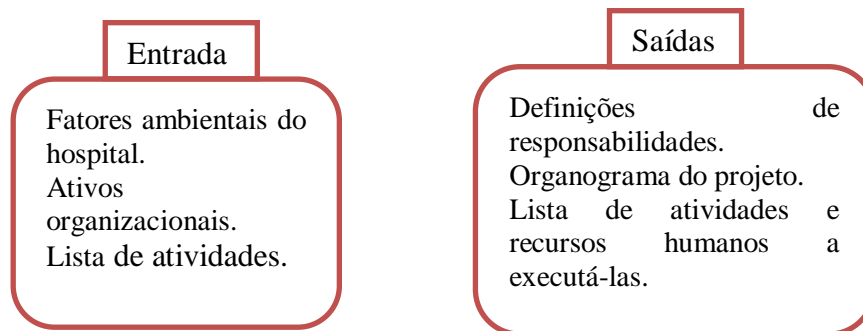 Entrada
Fatores ambientais do
hospital.
Ativos
organizacionais.
Lista de atividades.
Saídas
Definições de
responsabilidades.
Organograma do projeto.
Lista de atividades e
recursos humanos a
executá-las.